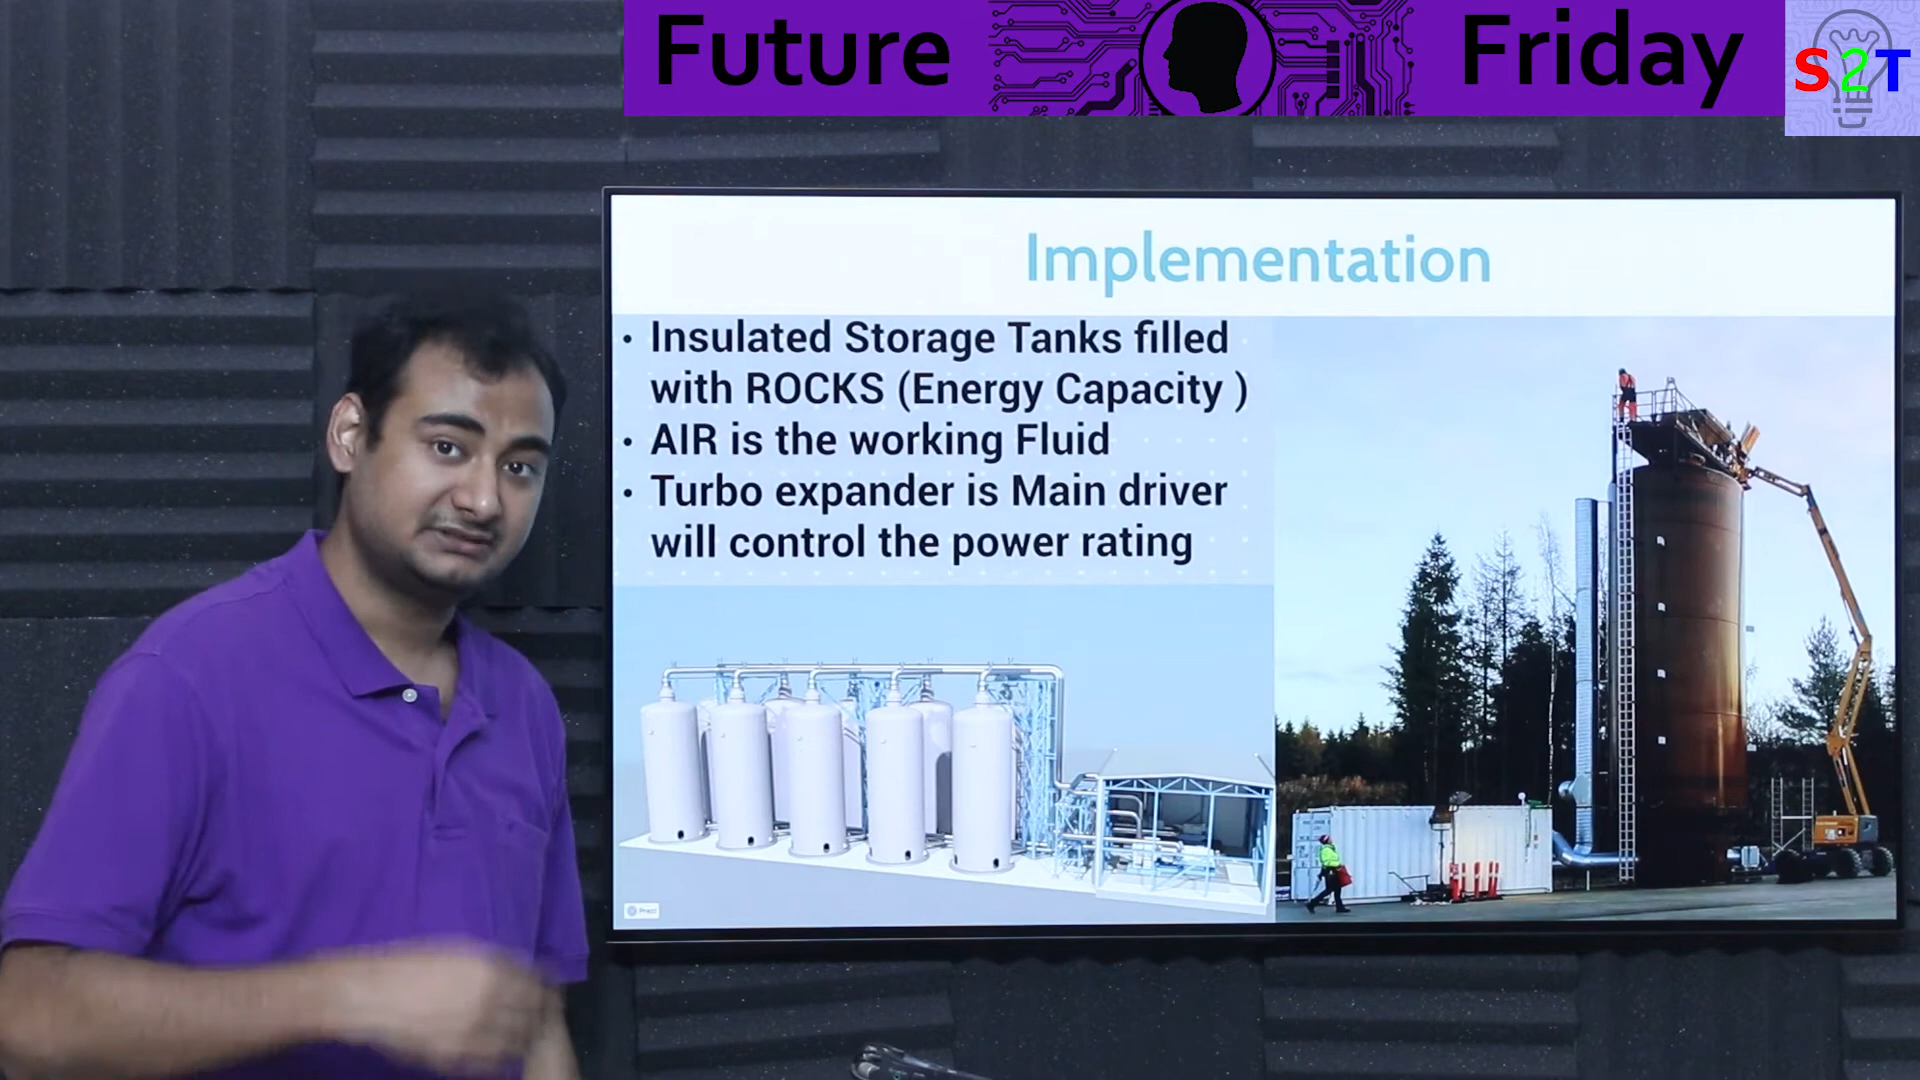 Future Friday
S2T
Implementation
• Insulated Storage Tanks filled
with ROCKS (Energy Capacity )
• AIR is the working Fluid
• Turbo expander is Main driver
will control the power rating
Prezi